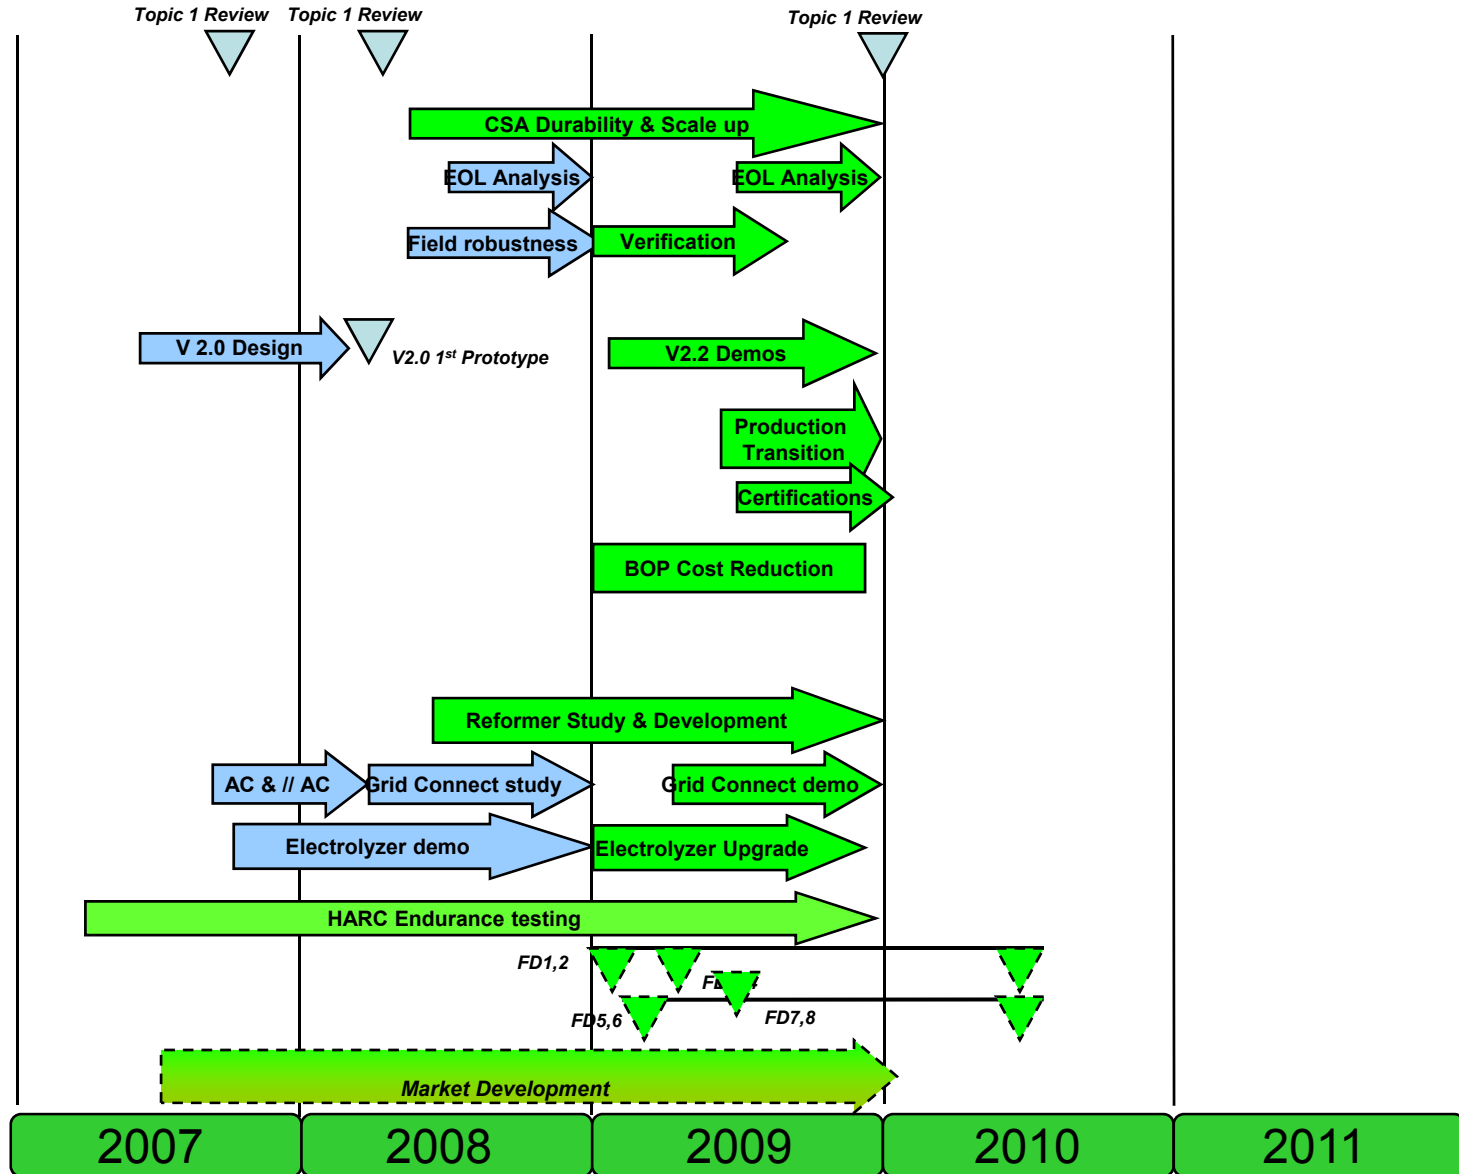 Topic 1 Review
Topic 1 Review
Topic 1 Review
CSA Durability & Scale up
EOL Analysis
EOL Analysis
Field robustness
Verification
V 2.0 Design
V2.0 1st Prototype
V2.2 Demos
Production
Transition
Certifications
BOP Cost Reduction
Reformer Study & Development
AC & // AC
Grid Connect study
Grid Connect demo
Electrolyzer demo
Electrolyzer Upgrade
HARC Endurance testing
FD1,2
FD5,6
FD7,8
Market Development
2007
2008
2009
2010
2011